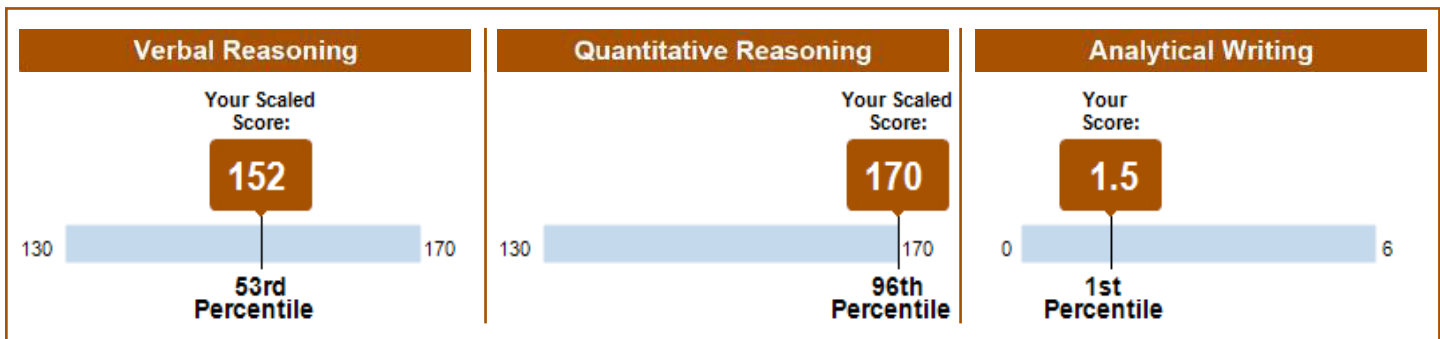 Verbal Reasoning
Your Scaled
Score:
152
130
170
53rd
Percentile
Quantitative Reasoning
Your Scaled
Score:
170
130
170
96th
Percentile
Analytical Writing
Your
Score:
1.5
0
6
1st
Percentile